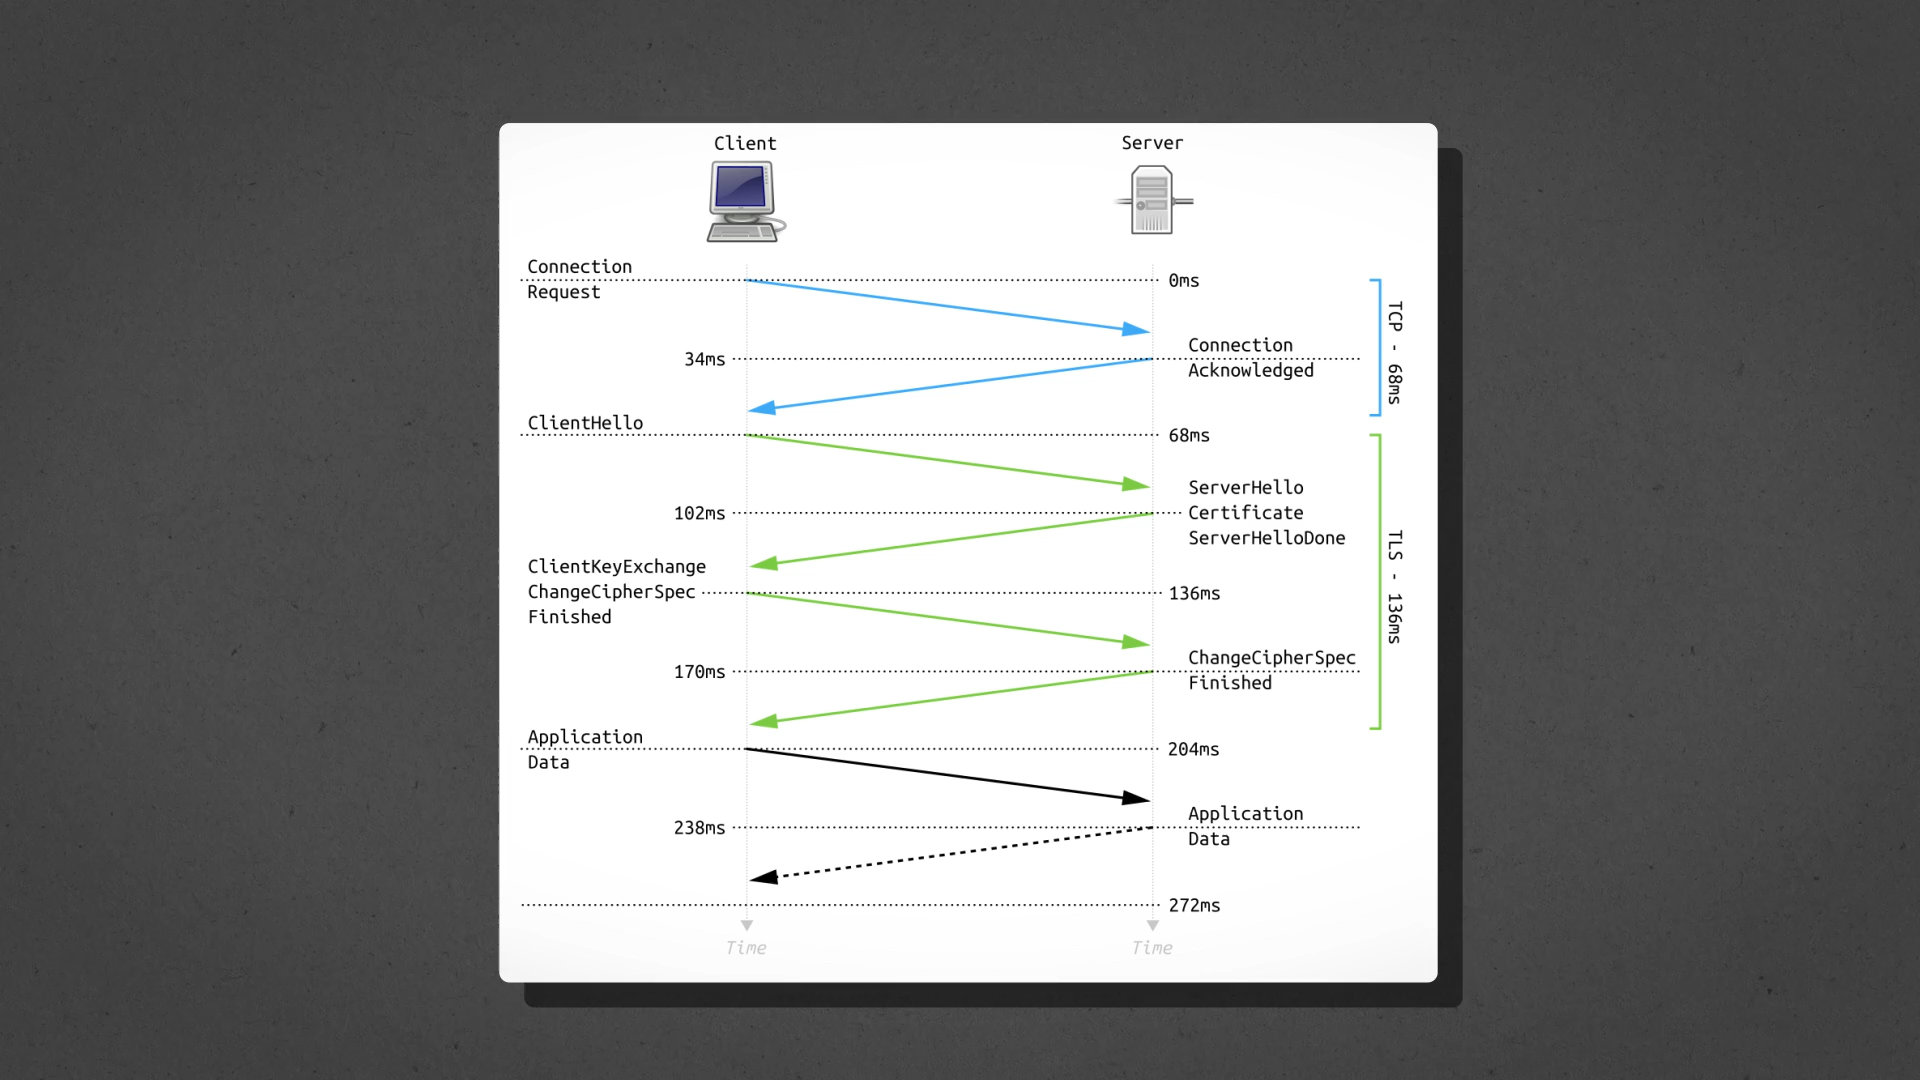 Client
Server
Connection
Request
0ms
34ms
Connection
Acknowledged
TCP - 68ms
ClientHello
68ms
102ms
ServerHello
Certificate
ServerHelloDone
ClientKeyExchange
ChangeCipherSpec
Finished
136ms
TLS - 136ms
170ms
ChangeCipherSpec
Finished
Application
Data
204ms
238ms
Application
Data
272ms
Time
Time